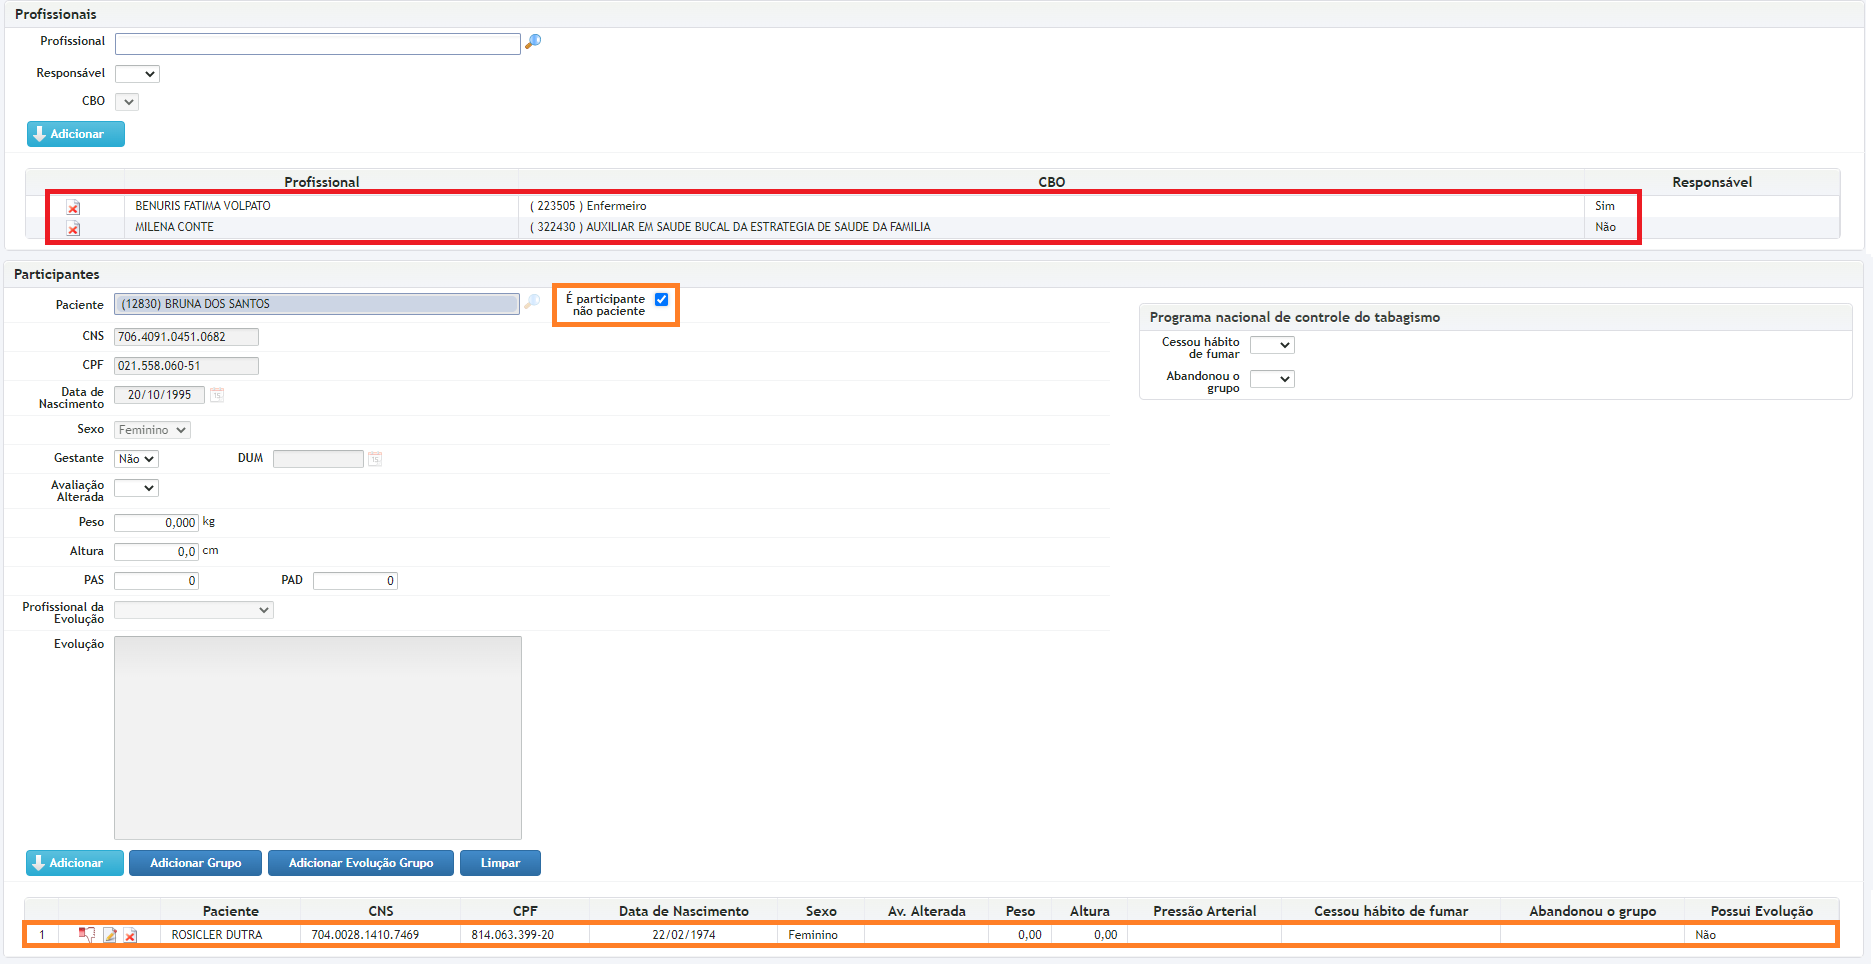 Profissionais
Profissional
Responsável
CBO
Adicionar
Profissional CBO Responsável
BENURIS FATIMA VOLPATO ( 223505 ) Enfermeiro Sim
MILENA CONTE ( 322430 ) AUXILIAR EM SAUDE BUCAL DA ESTRATEGIA DE SAUDE DA FAMILIA Não
Participantes
Paciente (12830) BRUNA DOS SANTOS
É participante
não paciente
CNS 706.4091.0451.0682
CPF 021.558.060-51
Data de
Nascimento 20/10/1995
Sexo Feminino
Gestante Não DUM
Avaliação
Alterada
Peso 0,000 kg
Altura 0,0 cm
PAS 0 PAD 0
Profissional da
Evolução
Evolução
Programa nacional de controle do tabagismo
Cessou hábito
de fumar
Abandonou o
grupo
Adicionar Adicionar Grupo Adicionar Evolução Grupo Limpar
Paciente CNS CPF Data de Nascimento Sexo Av. Alterada Peso Altura Pressão Arterial Cessou hábito de fumar Abandonou o grupo Possui Evolução
1 ROSICLER DUTRA 704.0028.1410.7469 814.063.399-20 22/02/1974 Feminino 0,00 0,00 Não